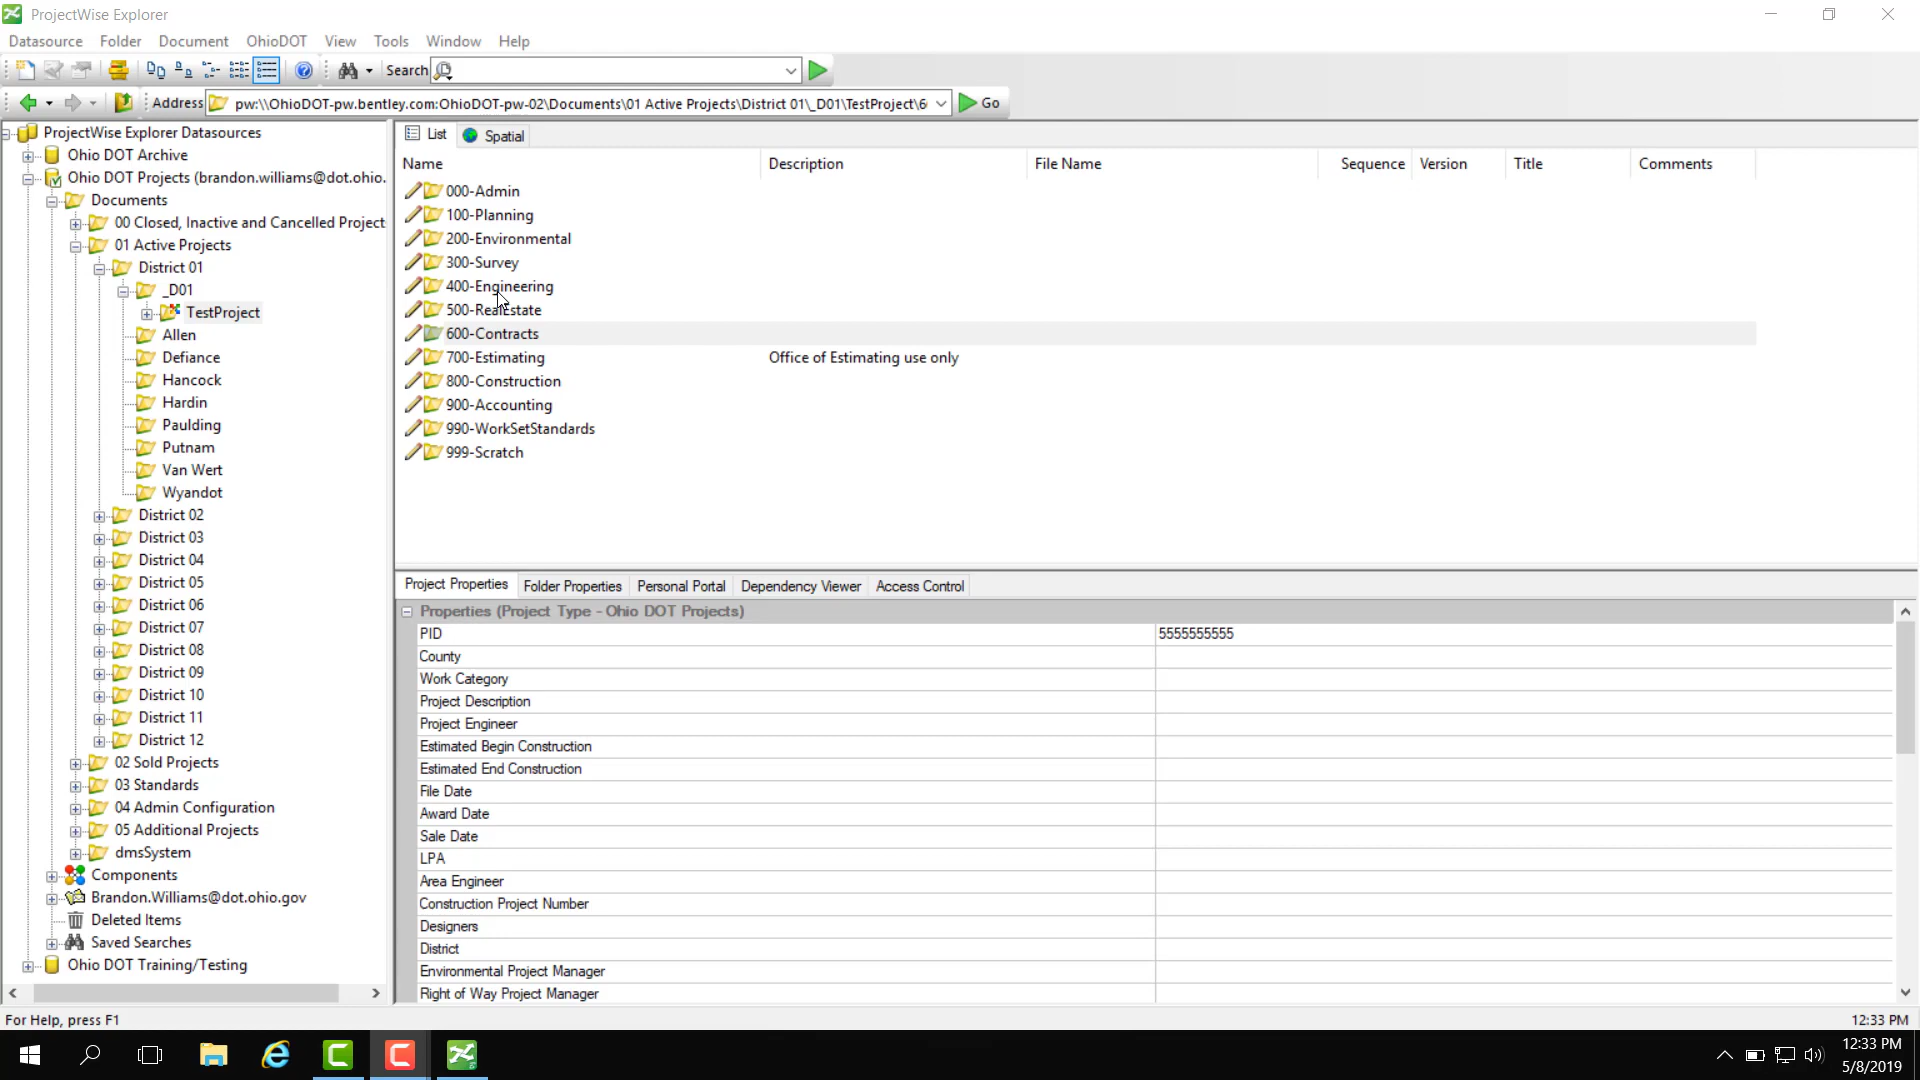 ProjectWise Explorer
Datasource Folder Document OhioDOT View Tools Window Help
Search
Address pw:\\OhioDOT-pw.bentley.com:OhioDOT-pw-02\Documents\01 Active Projects\District 01\_D01\TestProject\6 Go
ProjectWise Explorer Datasources
Ohio DOT Archive
Ohio DOT Projects (brandon.williams@dot.ohio.
Documents
00 Closed, Inactive and Cancelled Project
01 Active Projects
District 01
_D01
TestProject
Allen
Defiance
Hancock
Hardin
Paulding
Putnam
Van Wert
Wyandot
District 02
District 03
District 04
District 05
District 06
District 07
District 08
District 09
District 10
District 11
District 12
02 Sold Projects
03 Standards
04 Admin Configuration
05 Additional Projects
dmsSystem
Components
Brandon.Williams@dot.ohio.gov
Deleted Items
Saved Searches
Ohio DOT Training/Testing
List Spatial
Name Description File Name Sequence Version Title Comments
000-Admin
100-Planning
200-Environmental
300-Survey
400-Engineering
500-RealEstate
600-Contracts
700-Estimating Office of Estimating use only
800-Construction
900-Accounting
990-WorkSetStandards
999-Scratch
Project Properties Folder Properties Personal Portal Dependency Viewer Access Control
Properties (Project Type - Ohio DOT Projects)
PID 5555555555
County
Work Category
Project Description
Project Engineer
Estimated Begin Construction
Estimated End Construction
File Date
Award Date
Sale Date
LPA
Area Engineer
Construction Project Number
Designers
District
Environmental Project Manager
Right of Way Project Manager
For Help, press F1 12:33 PM
12:33 PM
5/8/2019